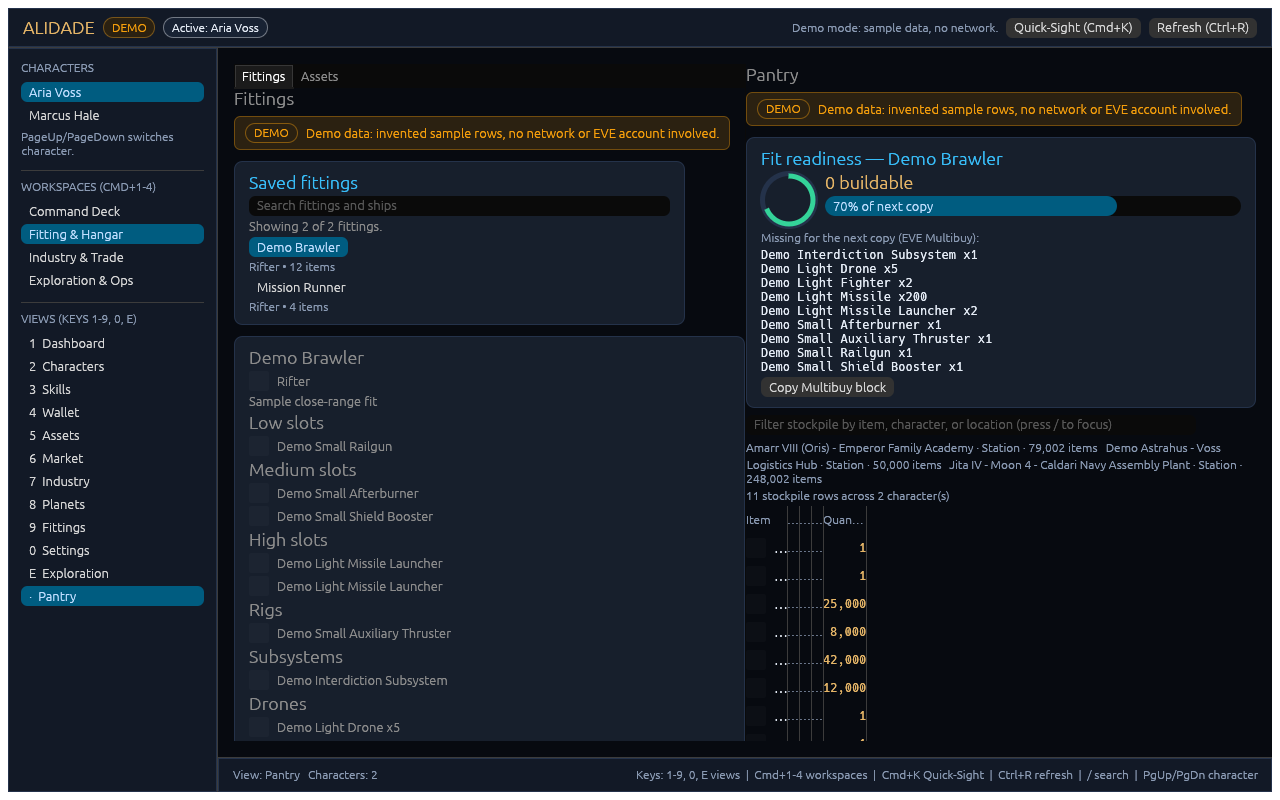 ALIDADE DEMO Active: Aria Voss
Demo mode: sample data, no network. Quick-Sight (Cmd+K) Refresh (Ctrl+R)
CHARACTERS
Aria Voss
Marcus Hale
PageUp/PageDown switches
character.
WORKSPACES (CMD+1-4)
Command Deck
Fitting & Hangar
Industry & Trade
Exploration & Ops
VIEWS (KEYS 1-9, 0, E)
1 Dashboard
2 Characters
3 Skills
4 Wallet
5 Assets
6 Market
7 Industry
8 Planets
9 Fittings
0 Settings
E Exploration
· Pantry
Fittings Assets
Fittings
DEMO Demo data: invented sample rows, no network or EVE account involved.
Saved fittings
Search fittings and ships
Showing 2 of 2 fittings.
Demo Brawler
Rifter • 12 items
Mission Runner
Rifter • 4 items
Demo Brawler
Rifter
Sample close-range fit
Low slots
Demo Small Railgun
Medium slots
Demo Small Afterburner
Demo Small Shield Booster
High slots
Demo Light Missile Launcher
Demo Light Missile Launcher
Rigs
Demo Small Auxiliary Thruster
Subsystems
Demo Interdiction Subsystem
Drones
Demo Light Drone x5
Pantry
DEMO Demo data: invented sample rows, no network or EVE account involved.
Fit readiness — Demo Brawler
0 buildable
70% of next copy
Missing for the next copy (EVE Multibuy):
Demo Interdiction Subsystem x1
Demo Light Drone x5
Demo Light Fighter x2
Demo Light Missile x200
Demo Light Missile Launcher x2
Demo Small Afterburner x1
Demo Small Auxiliary Thruster x1
Demo Small Railgun x1
Demo Small Shield Booster x1
Copy Multibuy block
Filter stockpile by item, character, or location (press / to focus)
Amarr VIII (Oris) - Emperor Family Academy · Station · 79,002 items Demo Astrahus - Voss
Logistics Hub · Station · 50,000 items Jita IV - Moon 4 - Caldari Navy Assembly Plant · Station ·
248,002 items
11 stockpile rows across 2 character(s)
Item ... ... ... Quan...
... 1
... 1
... 25,000
... 8,000
... 42,000
... 12,000
... 1
View: Pantry Characters: 2
Keys: 1-9, 0, E views | Cmd+1-4 workspaces | Cmd+K Quick-Sight | Ctrl+R refresh | / search | PgUp/PgDn character